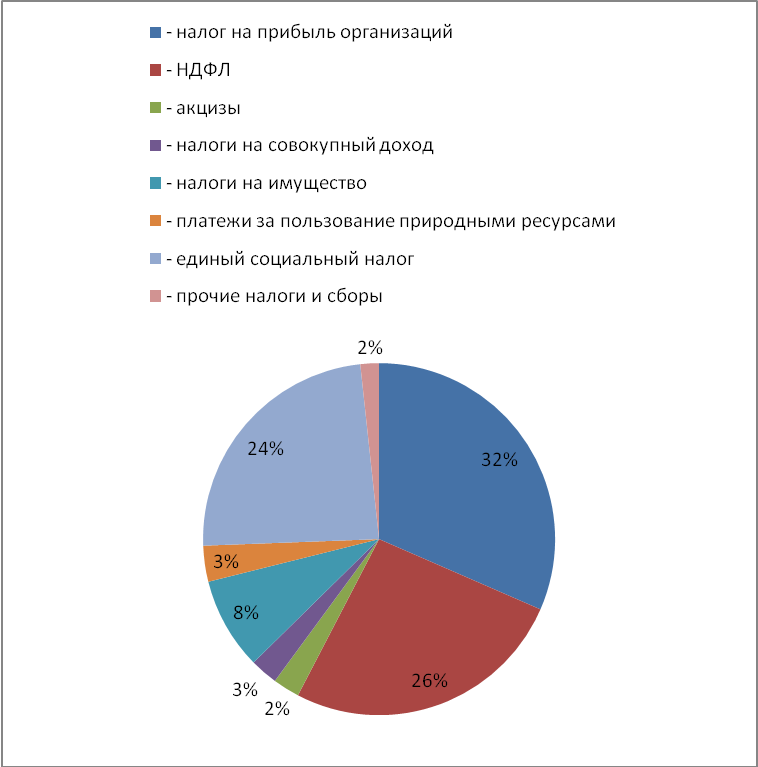 - налог на прибыль организаций
- НДФЛ
- акцизы
- налоги на совокупный доход
- налоги на имущество
- платежи за пользование природными ресурсами
- единый социальный налог
- прочие налоги и сборы
2%
24%
32%
3%
8%
26%
3%
2%